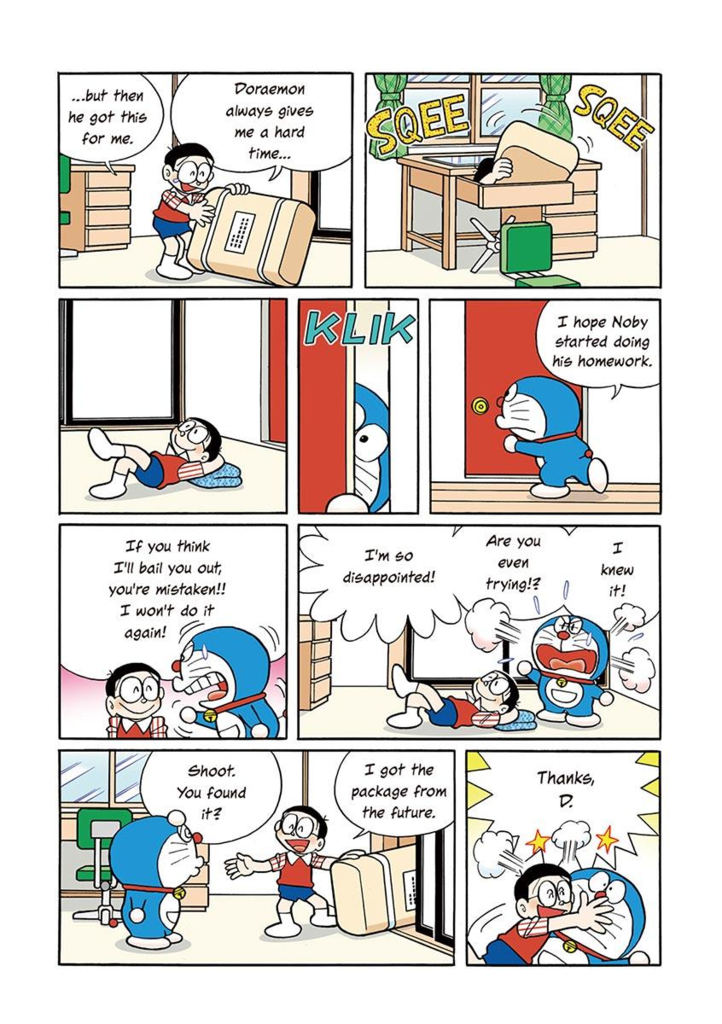 SQEE
SQEE
Doraemon
always gives
me a hard
time...
...but then
he got this
for me.
I hope Noby
started doing
his homework.
KLIK
I
knew
it!
Are you
even
trying!?
I'm so
disappointed!
If you think
I'll bail you out,
you're mistaken!!
I won't do it
again!
Thanks,
D.
I got the
package from
the future.
Shoot.
You found
it?